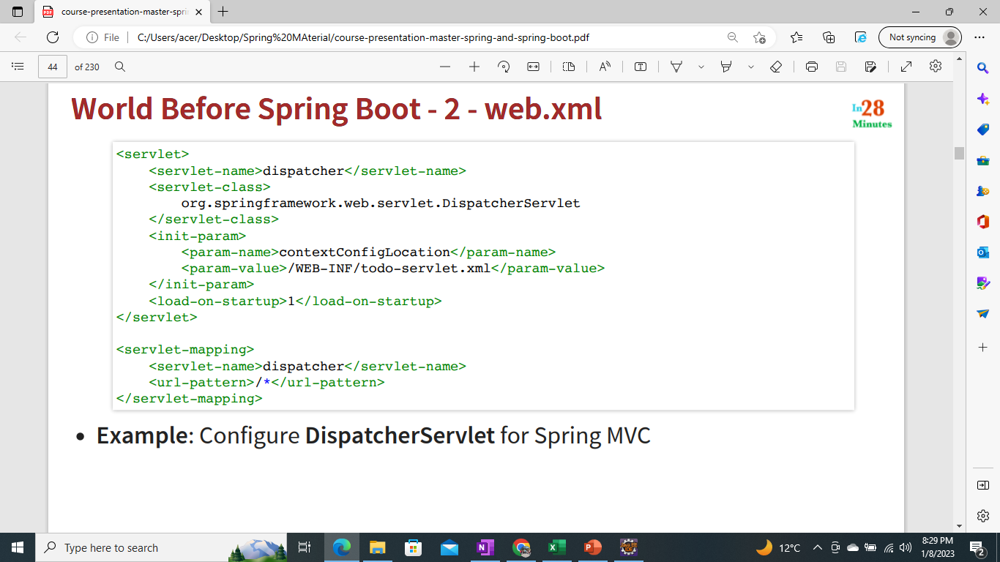 course-presentation-master-spri
File
C:/Users/acer/Desktop/Spring%20MAterial/course-presentation-master-spring-and-spring-boot.pdf
Not syncing
44 of 230
World Before Spring Boot - 2 - web.xml
In28
Minutes
<servlet>
    <servlet-name>dispatcher</servlet-name>
    <servlet-class>
        org.springframework.web.servlet.DispatcherServlet
    </servlet-class>
    <init-param>
        <param-name>contextConfigLocation</param-name>
        <param-value>/WEB-INF/todo-servlet.xml</param-value>
    </init-param>
    <load-on-startup>1</load-on-startup>
</servlet>
<servlet-mapping>
    <servlet-name>dispatcher</servlet-name>
    <url-pattern>/*</url-pattern>
</servlet-mapping>
• Example: Configure DispatcherServlet for Spring MVC
Type here to search
12°C
8:29 PM
1/8/2023
2